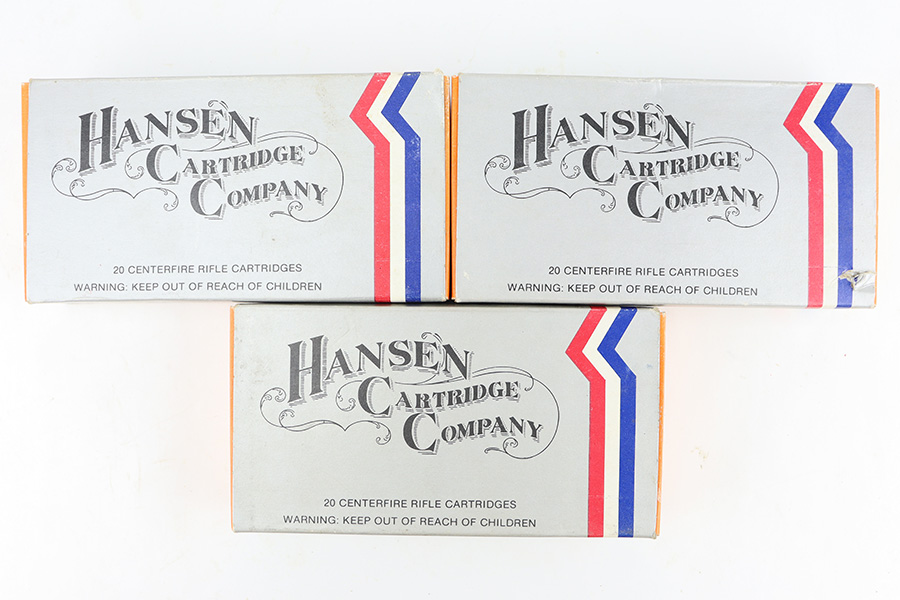 HANSEN
CARTRIDGE
COMPANY
20 CENTERFIRE RIFLE CARTRIDGES
WARNING: KEEP OUT OF REACH OF CHILDREN
HANSEN
CARTRIDGE
COMPANY
20 CENTERFIRE RIFLE CARTRIDGES
WARNING: KEEP OUT OF REACH OF CHILDREN
HANSEN
CARTRIDGE
COMPANY
20 CENTERFIRE RIFLE CARTRIDGES
WARNING: KEEP OUT OF REACH OF CHILDREN